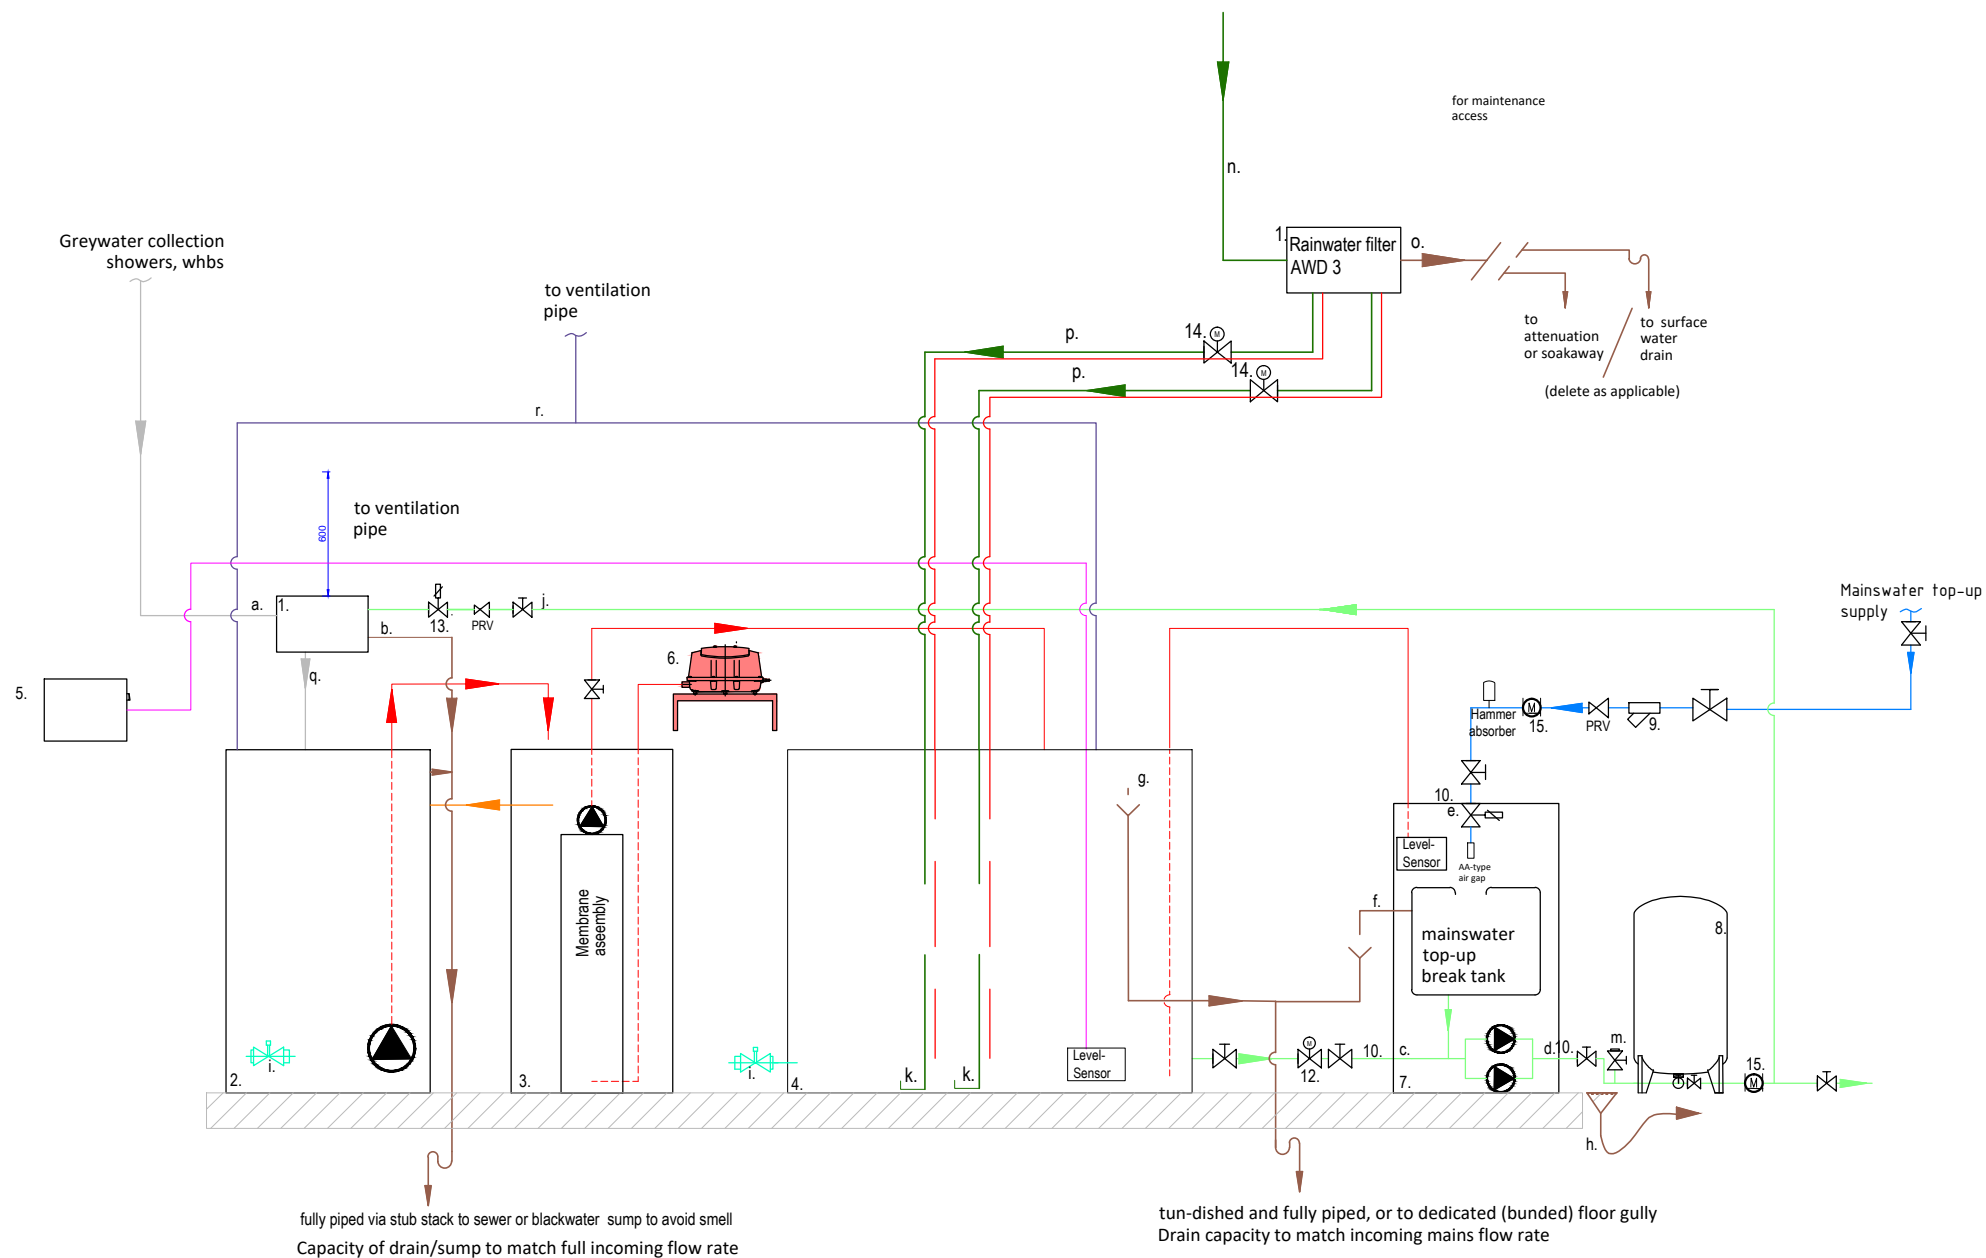 for maintenance
access
n.
Greywater collection
showers, whbs
1.
Rainwater filter
AWD 3
o.
to ventilation
pipe
to
attenuation
or soakaway
to surface
water
drain
(delete as applicable)
p.
14.
M
p.
14.
M
r.
600
to ventilation
pipe
a.
1.
b.
13.
PRV
j.
q.
5.
6.
Mainswater top-up
supply
Hammer
absorber
M
15.
PRV
9.
g.
10.
e.
Level-
Sensor
AA-type
air gap
Membrane
aseembly
f.
mainswater
top-up
break tank
8.
i.
2.
3.
i.
4.
k.
k.
Level-
Sensor
M
12.
10.
c.
7.
d.
10.
m.
15.
M
h.
fully piped via stub stack to sewer or blackwater sump to avoid smell
Capacity of drain/sump to match full incoming flow rate
tun-dished and fully piped, or to dedicated (bunded) floor gully
Drain capacity to match incoming mains flow rate